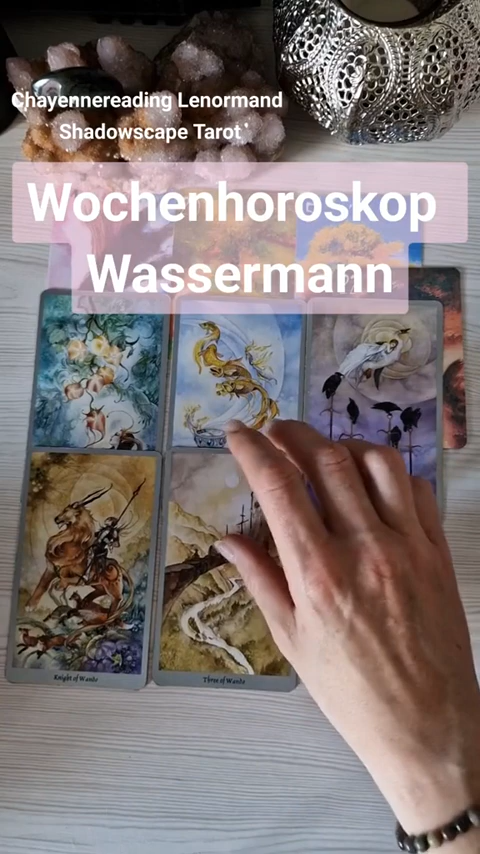 Chayennereading Lenormand
Shadowscape Tarot
Wochenhoroskop
Wassermann
Knight of Wands
Three of Wands